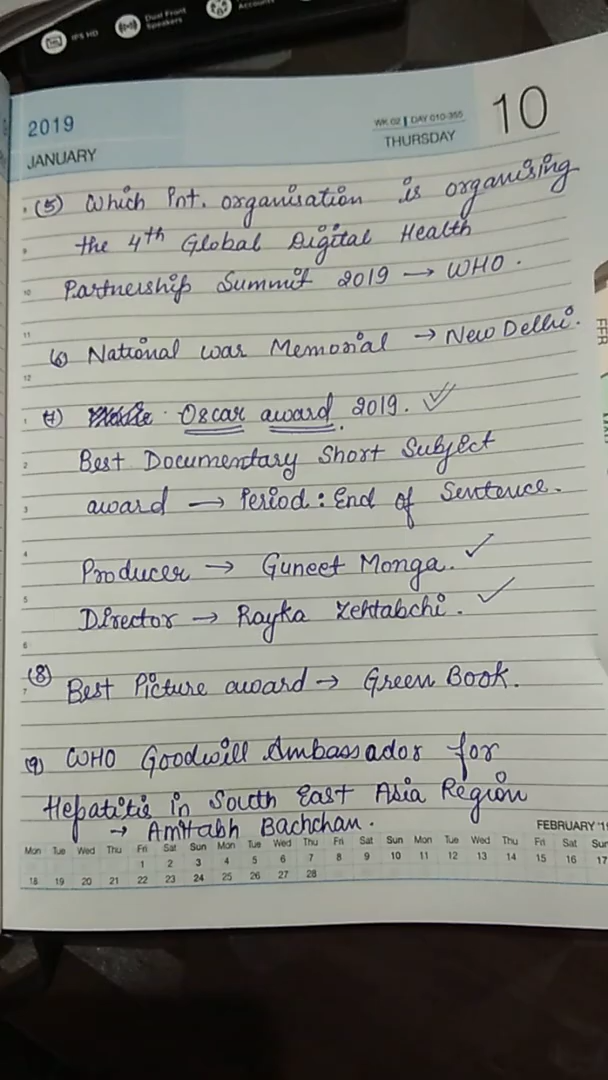 IPS HD
Dual Front
Speakers
2019
JANUARY
WK 02 | DAY 010-355
THURSDAY
10
(5) Which Int. organisation is organising
the 4th Global Digital Health
Partnership Summit 2019 → WHO.
(6) National war Memorial → New Delhi.
(7) Oscar award 2019. ✓
Best Documentary Short Subject
award → Period : End of Sentence.
Producer → Guneet Monga. ✓
Director → Rayka Zehtabchi. ✓
(8)
Best Picture award → Green Book.
(9) WHO Goodwill Ambassador for
Hepatitis in South East Asia Region
→ Amitabh Bachchan.
FEBRUARY '19
Mon Tue Wed Thu Fri Sat Sun Mon Tue Wed Thu Fri Sat Sun Mon Tue Wed Thu Fri Sat Sun
1 2 3 4 5 6 7 8 9 10 11 12 13 14 15 16 17
18 19 20 21 22 23 24 25 26 27 28